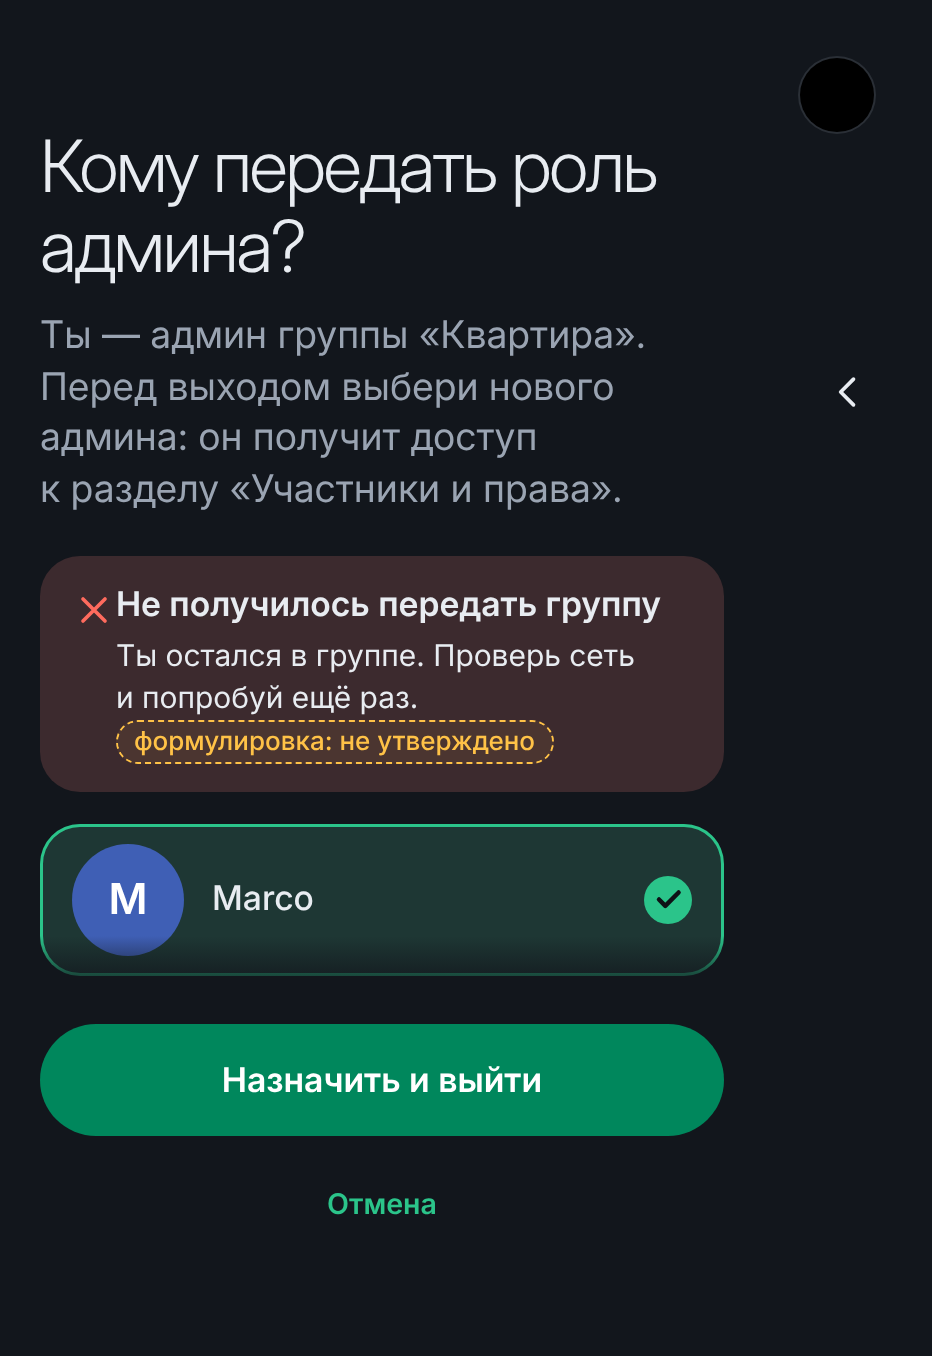 Кому передать роль
админа?
Ты — админ группы «Квартира».
Перед выходом выбери нового
админа: он получит доступ
к разделу «Участники и права».
Не получилось передать группу
Ты остался в группе. Проверь сеть
и попробуй ещё раз.
формулировка: не утверждено
M
Marco
Назначить и выйти
Отмена